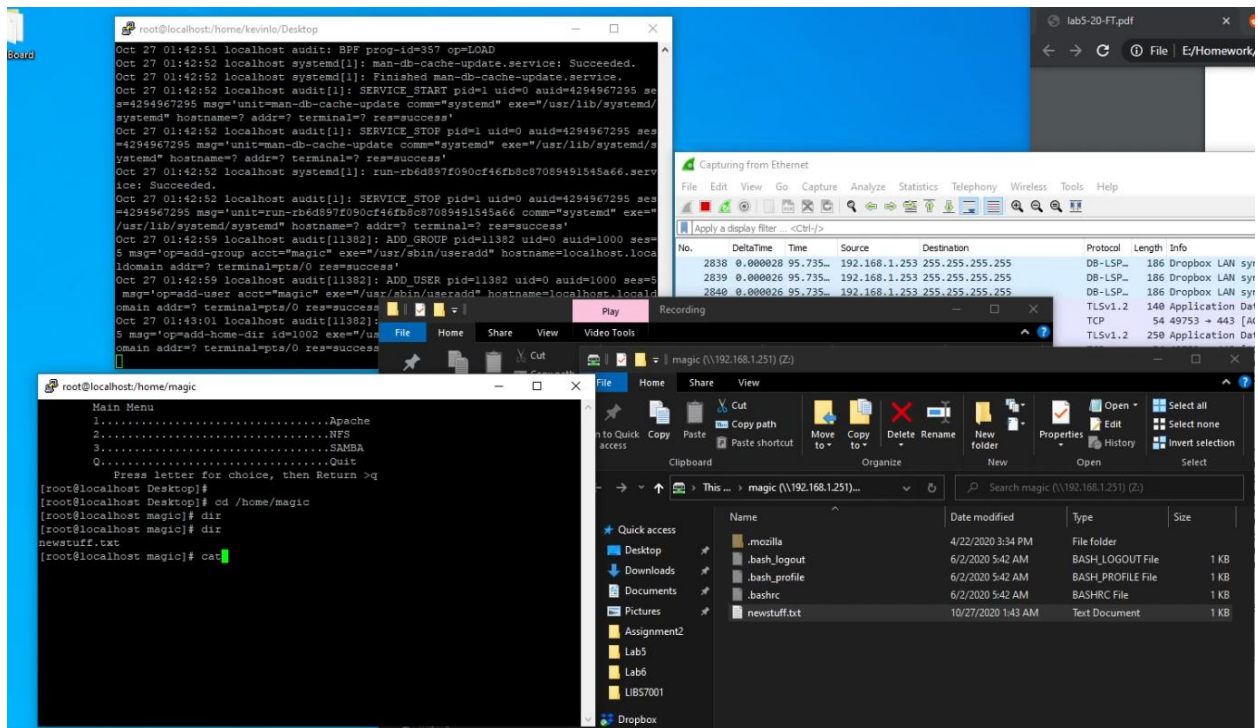 Board
root@localhost:/home/kevinlo/Desktop
Oct 27 01:42:51 localhost audit: BPF prog-id=357 op=LOAD
Oct 27 01:42:52 localhost systemd[1]: man-db-cache-update.service: Succeeded.
Oct 27 01:42:52 localhost systemd[1]: Finished man-db-cache-update.service.
Oct 27 01:42:52 localhost audit[1]: SERVICE_START pid=1 uid=0 auid=4294967295 se
s=4294967295 msg='unit=man-db-cache-update comm="systemd" exe="/usr/lib/systemd/
systemd" hostname=? addr=? terminal=? res=success'
Oct 27 01:42:52 localhost audit[1]: SERVICE_STOP pid=1 uid=0 auid=4294967295 ses
=4294967295 msg='unit=man-db-cache-update comm="systemd" exe="/usr/lib/systemd/s
ystemd" hostname=? addr=? terminal=? res=success'
Oct 27 01:42:52 localhost systemd[1]: run-rb6d897f090cf46fb8c87089491545a66.serv
ice: Succeeded.
Oct 27 01:42:52 localhost audit[1]: SERVICE_STOP pid=1 uid=0 auid=4294967295 ses
=4294967295 msg='unit=run-rb6d897f090cf46fb8c87089491545a66 comm="systemd" exe="
/usr/lib/systemd/systemd" hostname=? addr=? terminal=? res=success'
Oct 27 01:42:59 localhost audit[11382]: ADD_GROUP pid=11382 uid=0 auid=1000 ses=
5 msg='op=add-group acct="magic" exe="/usr/sbin/useradd" hostname=localhost.loca
ldomain addr=? terminal=pts/0 res=success'
Oct 27 01:42:59 localhost audit[11382]: ADD_USER pid=11382 uid=0 auid=1000 ses=5
msg='op=add-user acct="magic" exe="/usr/sbin/useradd" hostname=localhost.locald
omain addr=? terminal=pts/0 res=success
Oct 27 01:43:01 localhost audit[11382]:
5 msg='op=add-home-dir id=1002 exe="/us
omain addr=? terminal=pts/0 res=success
lab5-20-FT.pdf
File E:/Homework/
Capturing from Ethernet
File Edit View Go Capture Analyze Statistics Telephony Wireless Tools Help
Apply a display filter ... <Ctrl-/>
No. DeltaTime Time Source Destination Protocol Length Info
2838 0.000028 95.735... 192.168.1.253 255.255.255.255 DB-LSP... 186 Dropbox LAN syn
2839 0.000026 95.735... 192.168.1.253 255.255.255.255 DB-LSP... 186 Dropbox LAN syn
2840 0.000026 95.735... 192.168.1.253 255.255.255.255 DB-LSP... 186 Dropbox LAN syn
TLSv1.2 140 Application Dat
TCP 54 49753 → 443 [AC
TLSv1.2 250 Application Dat
Play Recording
File Home Share View Video Tools
Cut
root@localhost:/home/magic
Main Menu
1................................Apache
2................................NFS
3................................SAMBA
Q................................Quit
Press letter for choice, then Return >q
[root@localhost Desktop]#
[root@localhost Desktop]# cd /home/magic
[root@localhost magic]# dir
[root@localhost magic]# dir
newstuff.txt
[root@localhost magic]# cat
magic (\\192.168.1.251) (Z:)
File Home Share View
n to Quick access
Copy
Paste
Cut
Copy path
Paste shortcut
Move to
Copy to
Delete
Rename
New folder
Properties
Open
Edit
History
Select all
Select none
Invert selection
Clipboard Organize New Open Select
This ... › magic (\\192.168.1.251)...
Search magic (\\192.168.1.251) (Z:)
Name Date modified Type Size
.mozilla 4/22/2020 3:34 PM File folder
.bash_logout 6/2/2020 5:42 AM BASH_LOGOUT File 1 KB
.bash_profile 6/2/2020 5:42 AM BASH_PROFILE File 1 KB
.bashrc 6/2/2020 5:42 AM BASHRC File 1 KB
newstuff.txt 10/27/2020 1:43 AM Text Document 1 KB
Quick access
Desktop
Downloads
Documents
Pictures
Assignment2
Lab5
Lab6
LIBS7001
Dropbox